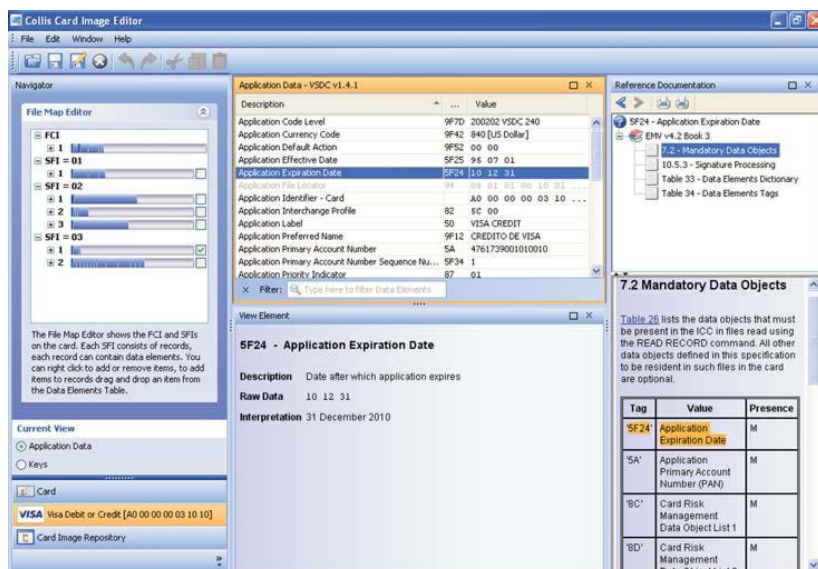 Collis Card Image Editor
File Edit Window Help
Navigator
File Map Editor
FCI
1
SFI = 01
1
SFI = 02
1
2
3
SFI = 03
1
2
The File Map Editor shows the FCI and SFIs
on the card. Each SFI consists of records,
each record can contain data elements. You
can right click to add or remove items, to add
items to records drag and drop an item from
the Data Elements Table.
Current View
Application Data
Keys
Card
VISA Visa Debit or Credit [A0 00 00 00 03 10 10]
Card Image Repository
»
Application Data - VSDC v1.4.1
Description ... Value
Application Code Level 9F7D 200202 VSDC 240
Application Currency Code 9F42 840 [US Dollar]
Application Default Action 9F52 00 00
Application Effective Date 5F25 95 07 01
Application Expiration Date 5F24 10 12 31
Application File Locator 94 08 01 01 00 10 01 ...
Application Identifier - Card A0 00 00 00 03 10 ...
Application Interchange Profile 82 5C 00
Application Label 50 VISA CREDIT
Application Preferred Name 9F12 CREDITO DE VISA
Application Primary Account Number 5A 4761739001010010
Application Primary Account Number Sequence Nu... 5F34 1
Application Priority Indicator 87 01
Filter: Type here to filter Data Elements
View Element
5F24 - Application Expiration Date
Description Date after which application expires
Raw Data 10 12 31
Interpretation 31 December 2010
Reference Documentation
5F24 - Application Expiration Date
EMV v4.2 Book 3
7.2 - Mandatory Data Objects
10.5.3 - Signature Processing
Table 33 - Data Elements Dictionary
Table 34 - Data Elements Tags
7.2 Mandatory Data Objects
Table 26 lists the data objects that must
be present in the ICC in files read using
the READ RECORD command. All other
data objects defined in this specification
to be resident in such files in the card
are optional.
Tag Value Presence
'5F24' Application M
Expiration Date
'5A' Application M
Primary Account
Number (PAN)
'8C' Card Risk M
Management
Data Object List 1
'8D' Card Risk M
Management